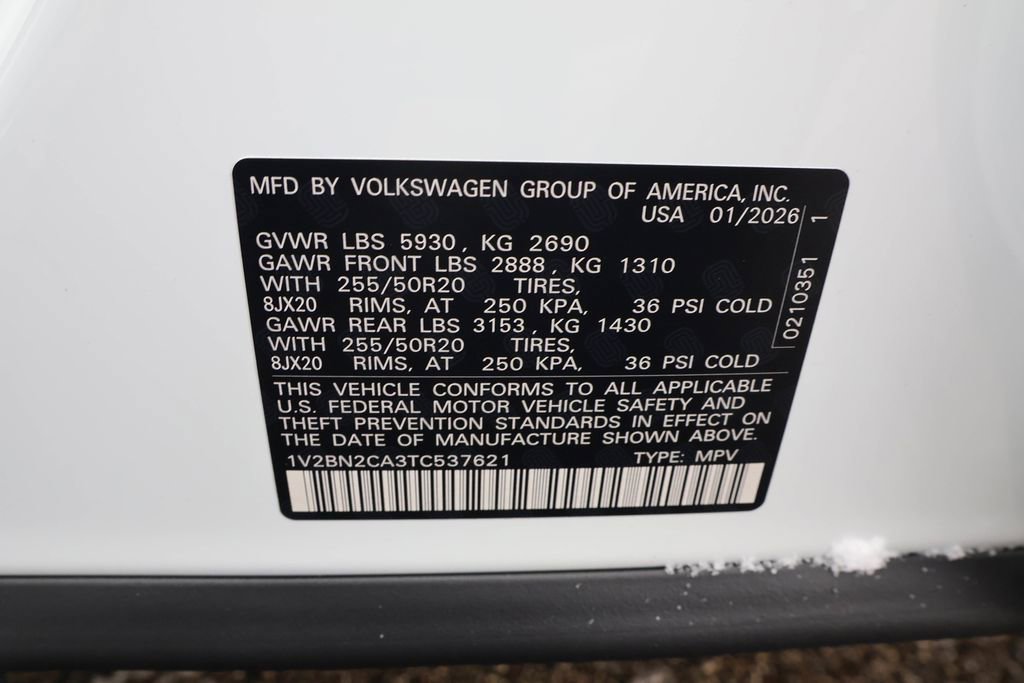 MFD BY VOLKSWAGEN GROUP OF AMERICA, INC.
USA 01/2026
GVWR LBS 5930, KG 2690
GAWR FRONT LBS 2888, KG 1310
WITH 255/50R20 TIRES,
8JX20 RIMS, AT 250 KPA, 36 PSI COLD
GAWR REAR LBS 3153, KG 1430
WITH 255/50R20 TIRES,
8JX20 RIMS, AT 250 KPA, 36 PSI COLD
0210351 1
THIS VEHICLE CONFORMS TO ALL APPLICABLE
U.S. FEDERAL MOTOR VEHICLE SAFETY AND
THEFT PREVENTION STANDARDS IN EFFECT ON
THE DATE OF MANUFACTURE SHOWN ABOVE.
1V2BN2CA3TC537621 TYPE: MPV